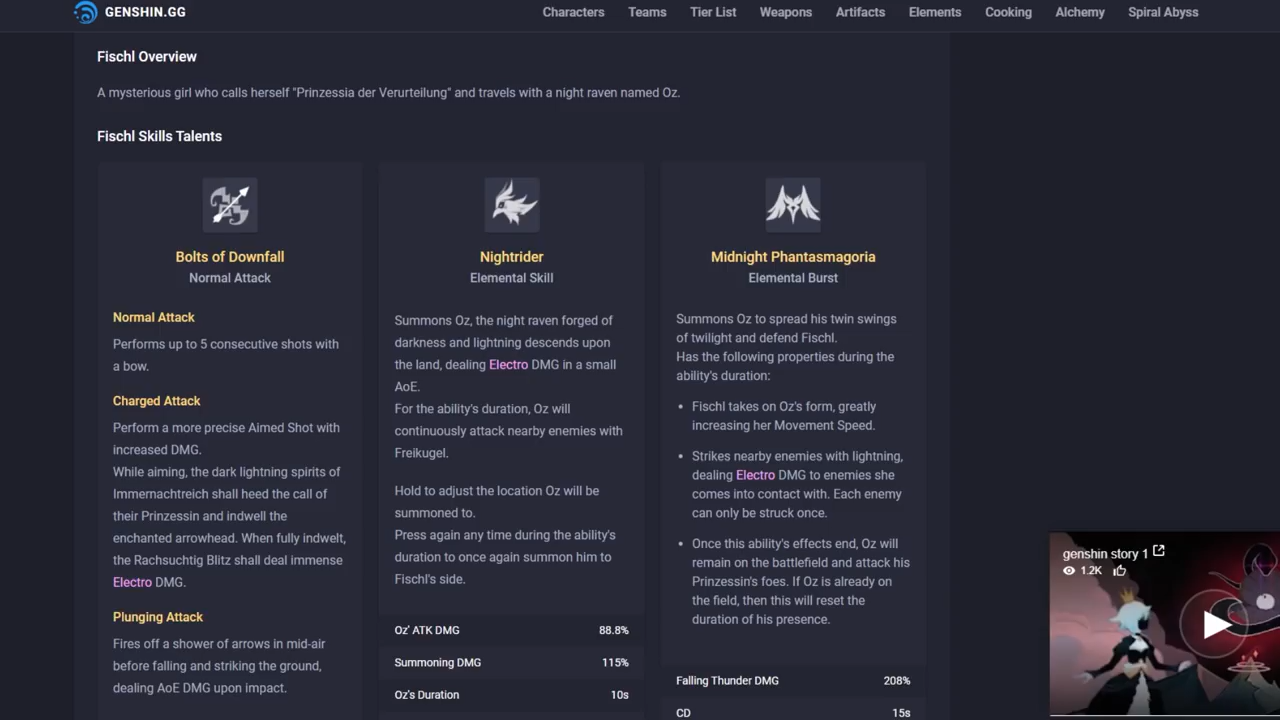 GENSHIN.GG
Characters
Teams
Tier List
Weapons
Artifacts
Elements
Cooking
Alchemy
Spiral Abyss
Fischl Overview
A mysterious girl who calls herself "Prinzessia der Verurteilung" and travels with a night raven named Oz.
Fischl Skills Talents
Bolts of Downfall
Normal Attack
Normal Attack
Performs up to 5 consecutive shots with
a bow.
Charged Attack
Perform a more precise Aimed Shot with
increased DMG.
While aiming, the dark lightning spirits of
Immernachtreich shall heed the call of
their Prinzessin and indwell the
enchanted arrowhead. When fully indwelt,
the Rachsuchtig Blitz shall deal immense
Electro DMG.
Plunging Attack
Fires off a shower of arrows in mid-air
before falling and striking the ground,
dealing AoE DMG upon impact.
Nightrider
Elemental Skill
Summons Oz, the night raven forged of
darkness and lightning descends upon
the land, dealing Electro DMG in a small
AoE.
For the ability's duration, Oz will
continuously attack nearby enemies with
Freikugel.
Hold to adjust the location Oz will be
summoned to.
Press again any time during the ability's
duration to once again summon him to
Fischl's side.
Oz' ATK DMG 88.8%
Summoning DMG 115%
Oz's Duration 10s
Midnight Phantasmagoria
Elemental Burst
Summons Oz to spread his twin swings
of twilight and defend Fischl.
Has the following properties during the
ability's duration:
• Fischl takes on Oz's form, greatly
increasing her Movement Speed.
• Strikes nearby enemies with lightning,
dealing Electro DMG to enemies she
comes into contact with. Each enemy
can only be struck once.
• Once this ability's effects end, Oz will
remain on the battlefield and attack his
Prinzessin's foes. If Oz is already on
the field, then this will reset the
duration of his presence.
Falling Thunder DMG 208%
CD 15s
genshin story 1
1.2K